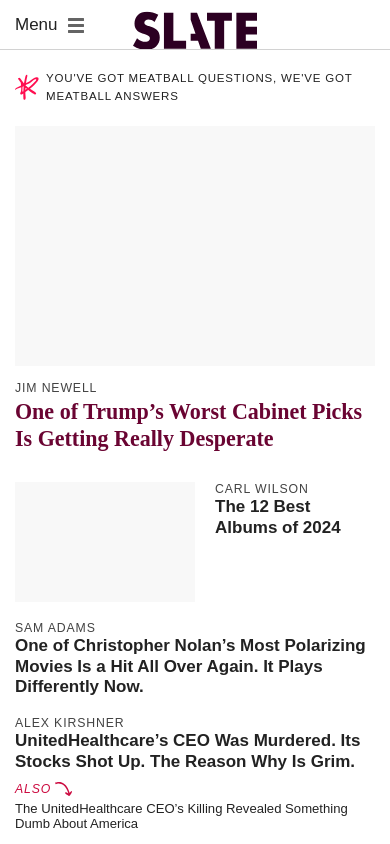 Menu
SLATE
YOU'VE GOT MEATBALL QUESTIONS, WE'VE GOT
MEATBALL ANSWERS
JIM NEWELL
One of Trump’s Worst Cabinet Picks
Is Getting Really Desperate
CARL WILSON
The 12 Best
Albums of 2024
SAM ADAMS
One of Christopher Nolan’s Most Polarizing
Movies Is a Hit All Over Again. It Plays
Differently Now.
ALEX KIRSHNER
UnitedHealthcare’s CEO Was Murdered. Its
Stocks Shot Up. The Reason Why Is Grim.
ALSO
The UnitedHealthcare CEO’s Killing Revealed Something
Dumb About America